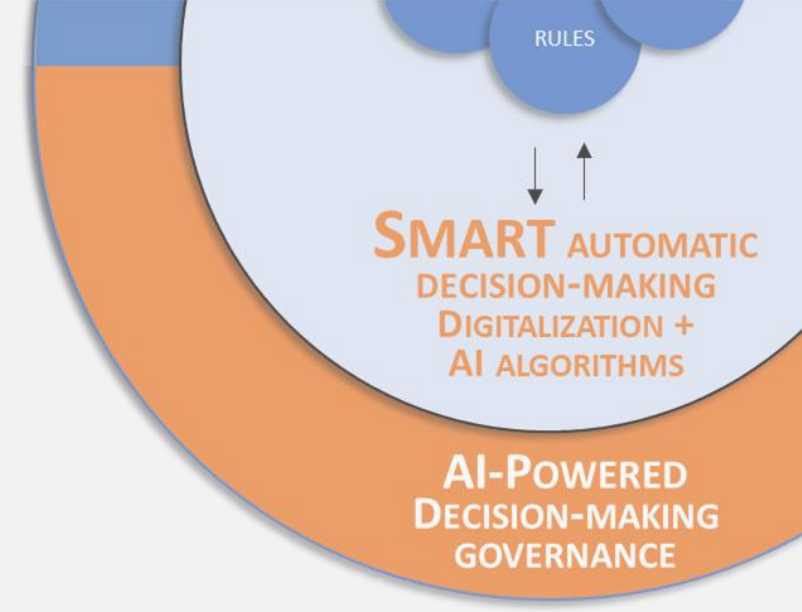 RULES
SMART AUTOMATIC
DECISION-MAKING
DIGITALIZATION +
AI ALGORITHMS
AI-POWERED
DECISION-MAKING
GOVERNANCE